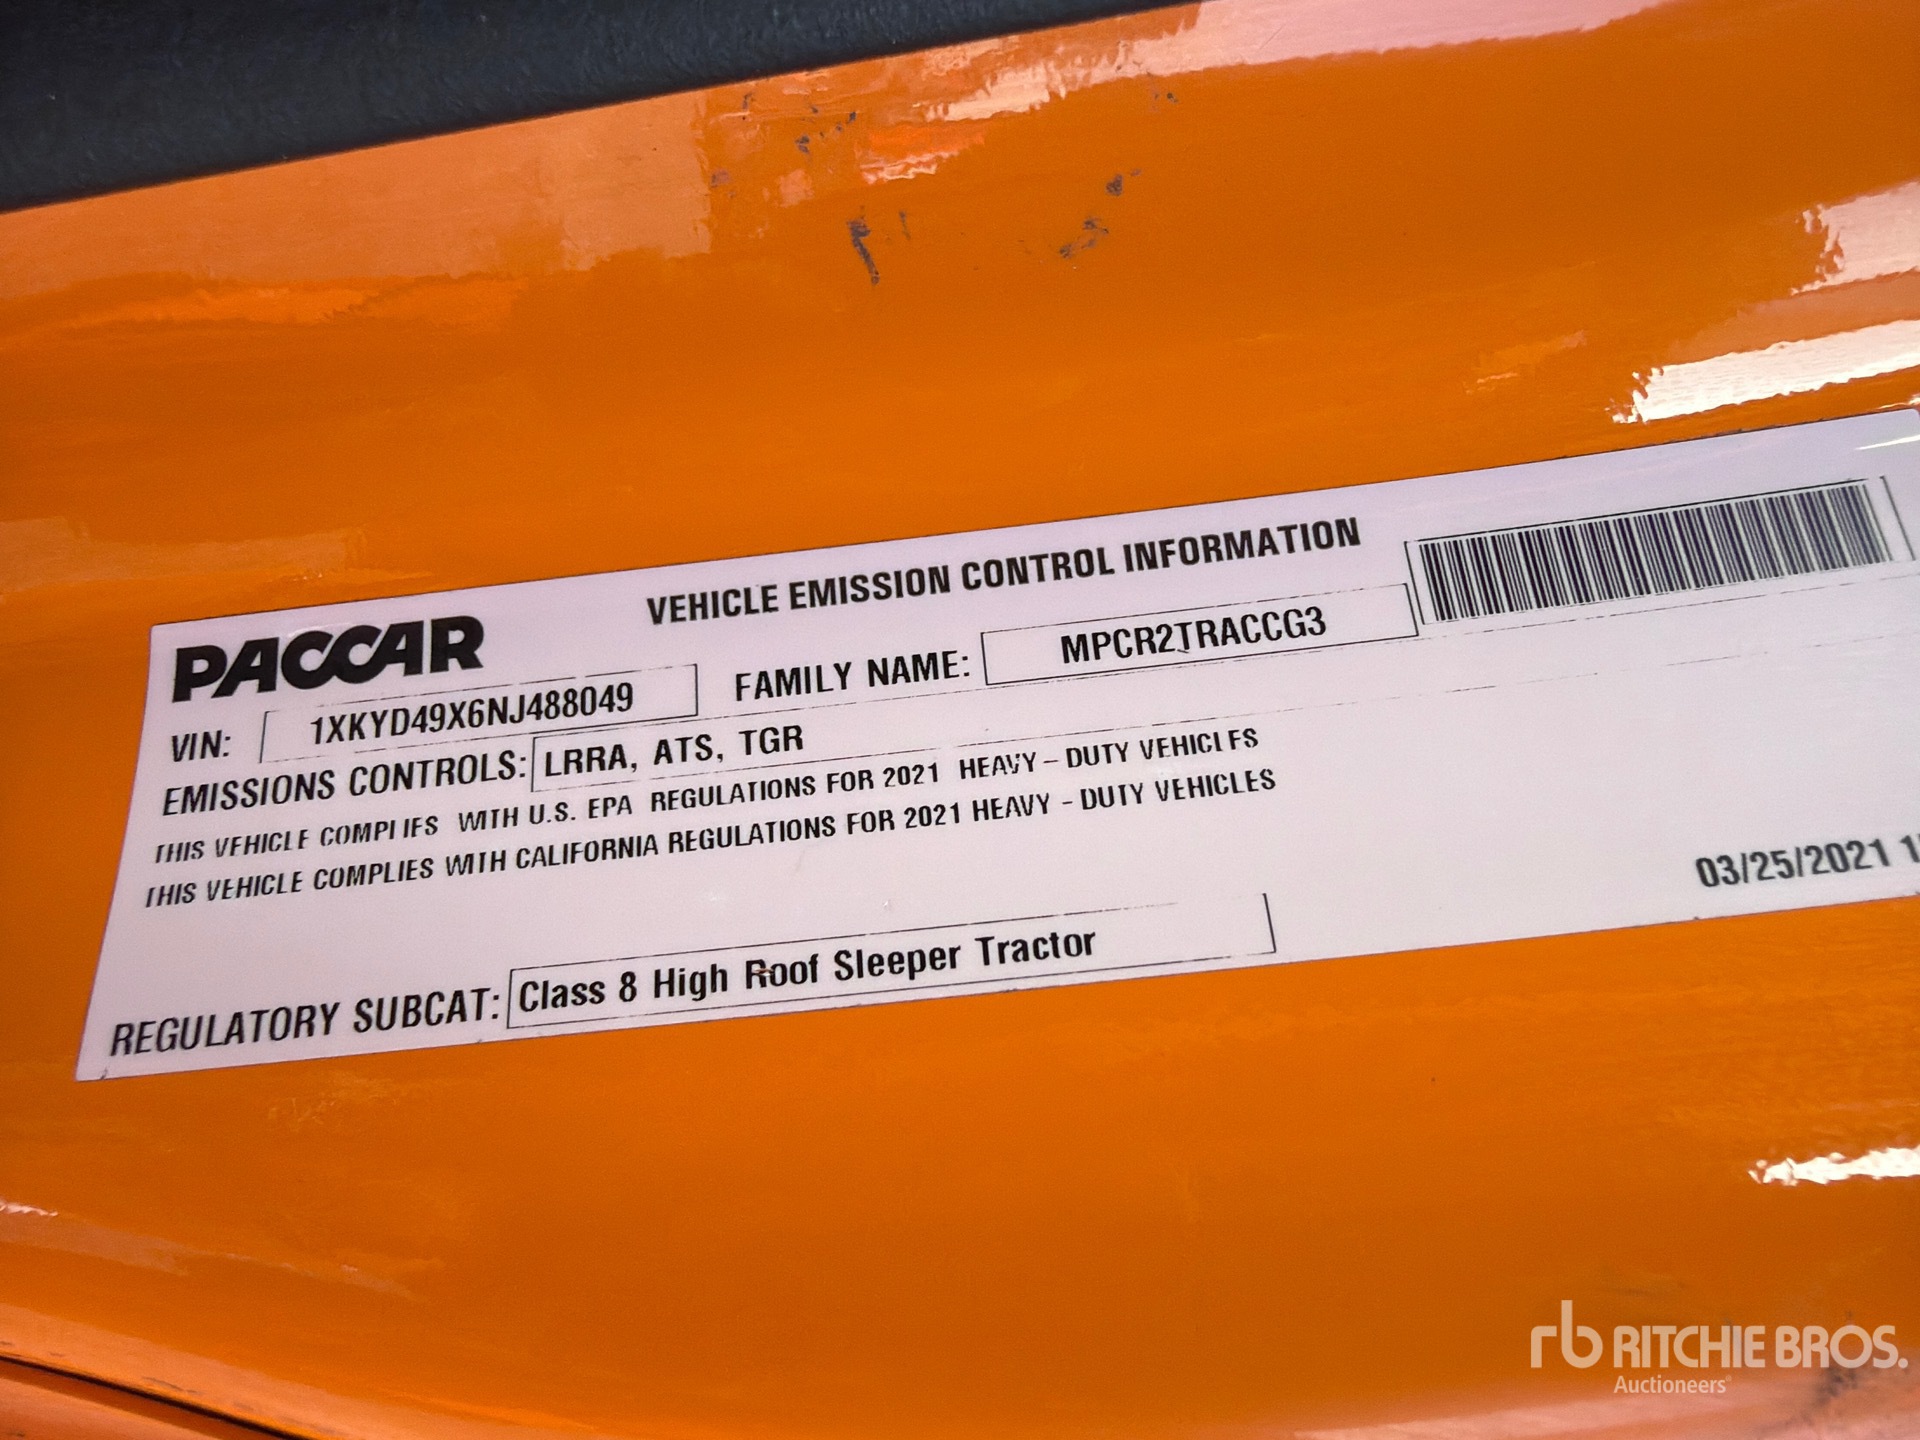 PACCAR
VEHICLE EMISSION CONTROL INFORMATION
VIN: 1XKYD49X6NJ488049
FAMILY NAME: MPCR2TRACCG3
EMISSIONS CONTROLS: LRRA, ATS, TGR
THIS VEHICLE COMPLIES WITH U.S. EPA REGULATIONS FOR 2021 HEAVY - DUTY VEHICLES
THIS VEHICLE COMPLIES WITH CALIFORNIA REGULATIONS FOR 2021 HEAVY - DUTY VEHICLES
03/25/2021
REGULATORY SUBCAT: Class 8 High Roof Sleeper Tractor
rb RITCHIE BROS.
Auctioneers